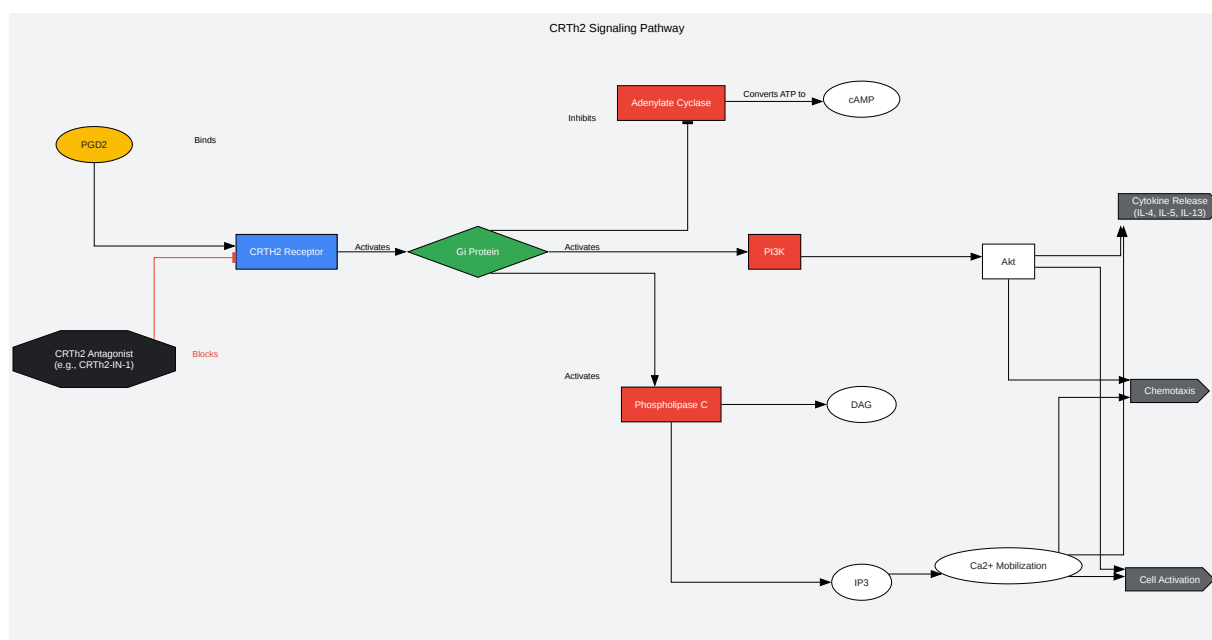 CRTh2 Signaling Pathway
Adenylate Cyclase
Converts ATP to
cAMP
Inhibits
PGD2
Binds
Cytokine Release
(IL-4, IL-5, IL-13)
CRTH2 Receptor
Activates
Gi Protein
Activates
PI3K
Akt
CRTh2 Antagonist
(e.g., CRTh2-IN-1)
Blocks
Activates
Phospholipase C
DAG
Chemotaxis
IP3
Ca2+ Mobilization
Cell Activation